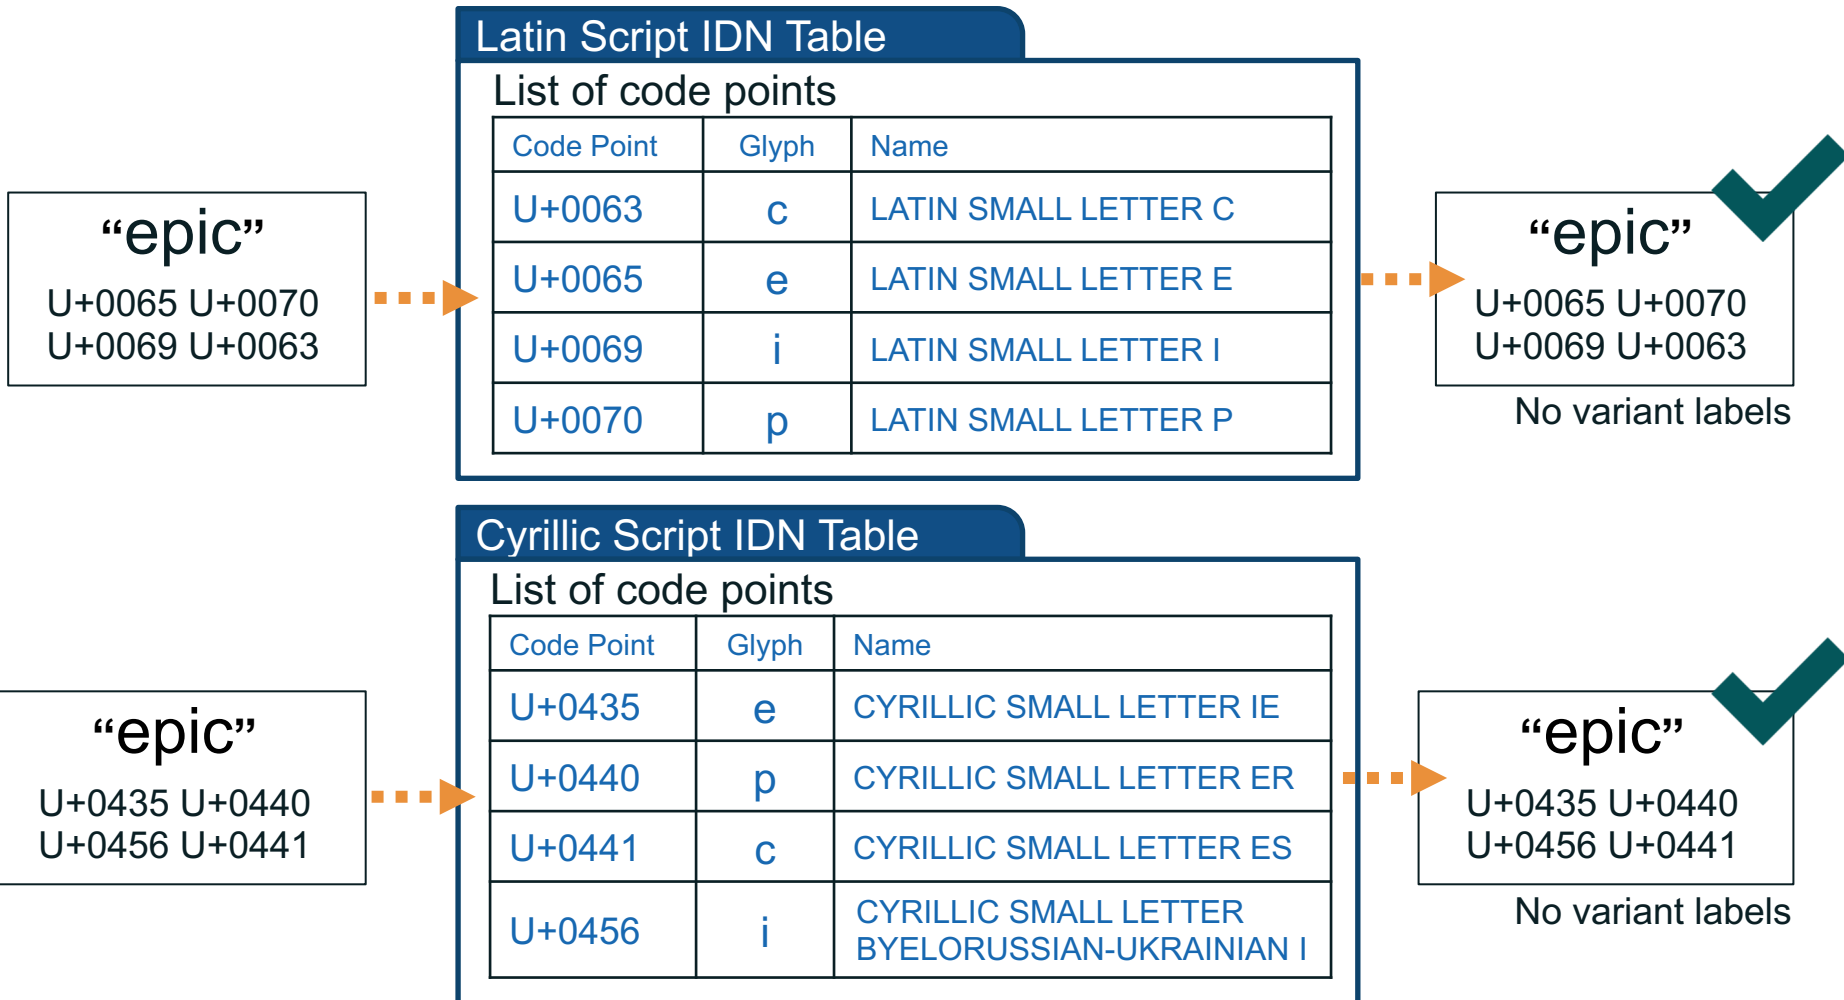 Latin Script IDN Table
List of code points
Code Point Glyph Name
U+0063 c LATIN SMALL LETTER C
U+0065 e LATIN SMALL LETTER E
U+0069 i LATIN SMALL LETTER I
U+0070 p LATIN SMALL LETTER P
“epic”
U+0065 U+0070
U+0069 U+0063
“epic”
U+0065 U+0070
U+0069 U+0063
No variant labels
Cyrillic Script IDN Table
List of code points
Code Point Glyph Name
U+0435 е CYRILLIC SMALL LETTER IE
U+0440 р CYRILLIC SMALL LETTER ER
U+0441 с CYRILLIC SMALL LETTER ES
U+0456 і CYRILLIC SMALL LETTER
BYELORUSSIAN-UKRAINIAN I
“еріс”
U+0435 U+0440
U+0456 U+0441
“еріс”
U+0435 U+0440
U+0456 U+0441
No variant labels